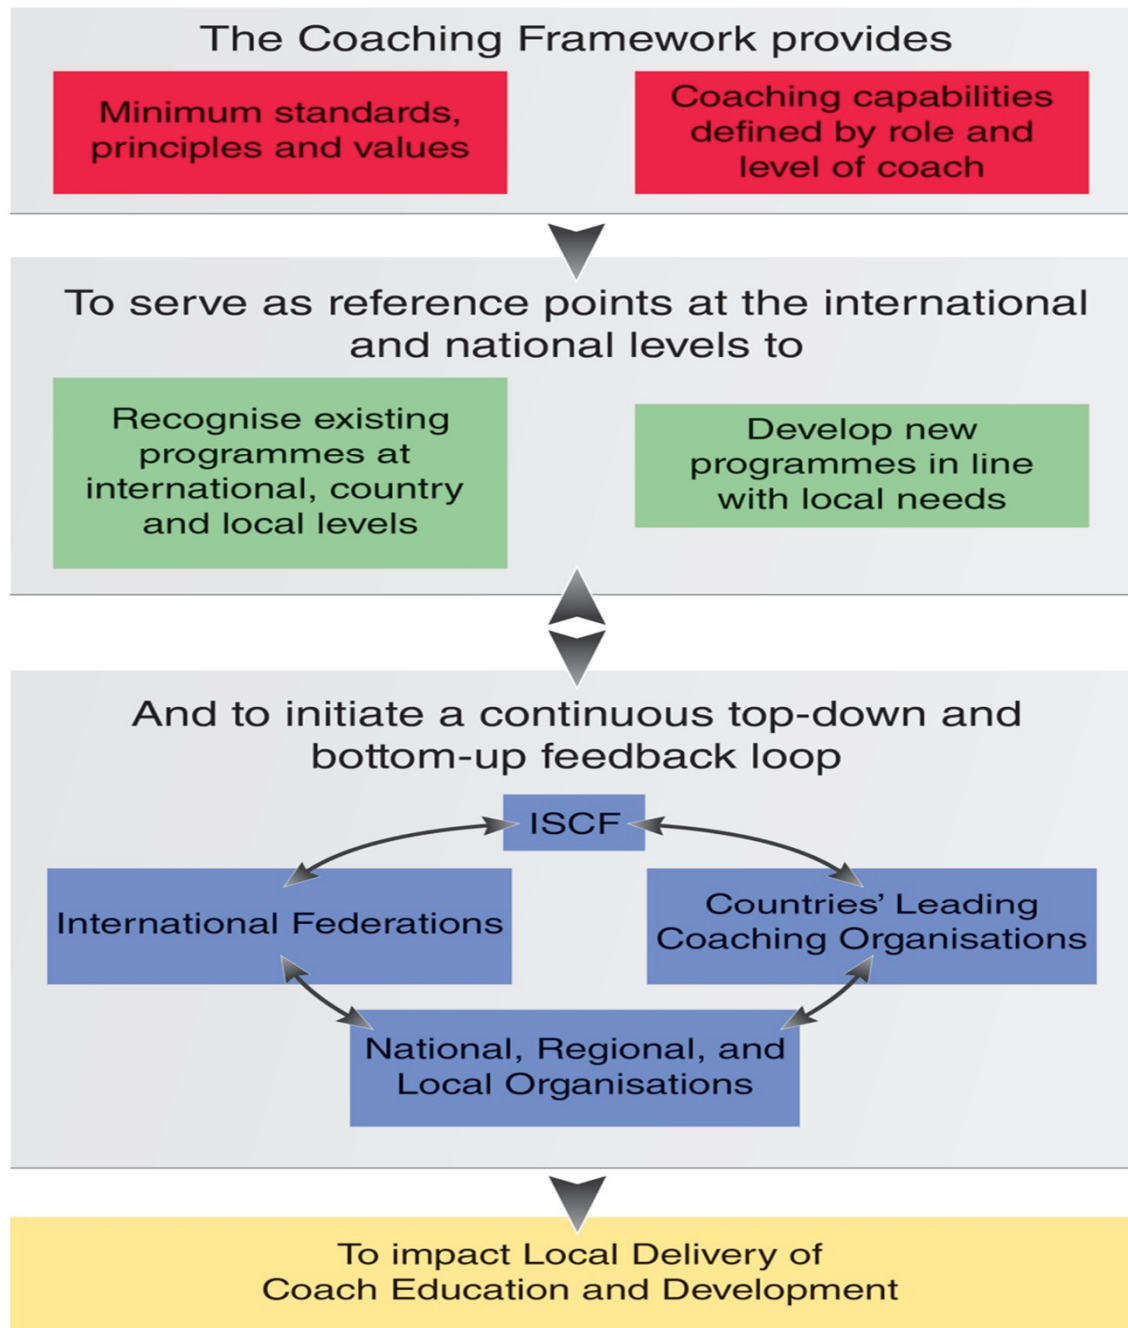 The Coaching Framework provides
Minimum standards,
principles and values
Coaching capabilities
defined by role and
level of coach
To serve as reference points at the international
and national levels to
Recognise existing
programmes at
international, country
and local levels
Develop new
programmes in line
with local needs
And to initiate a continuous top-down and
bottom-up feedback loop
ISCF
International Federations
Countries’ Leading
Coaching Organisations
National, Regional, and
Local Organisations
To impact Local Delivery of
Coach Education and Development